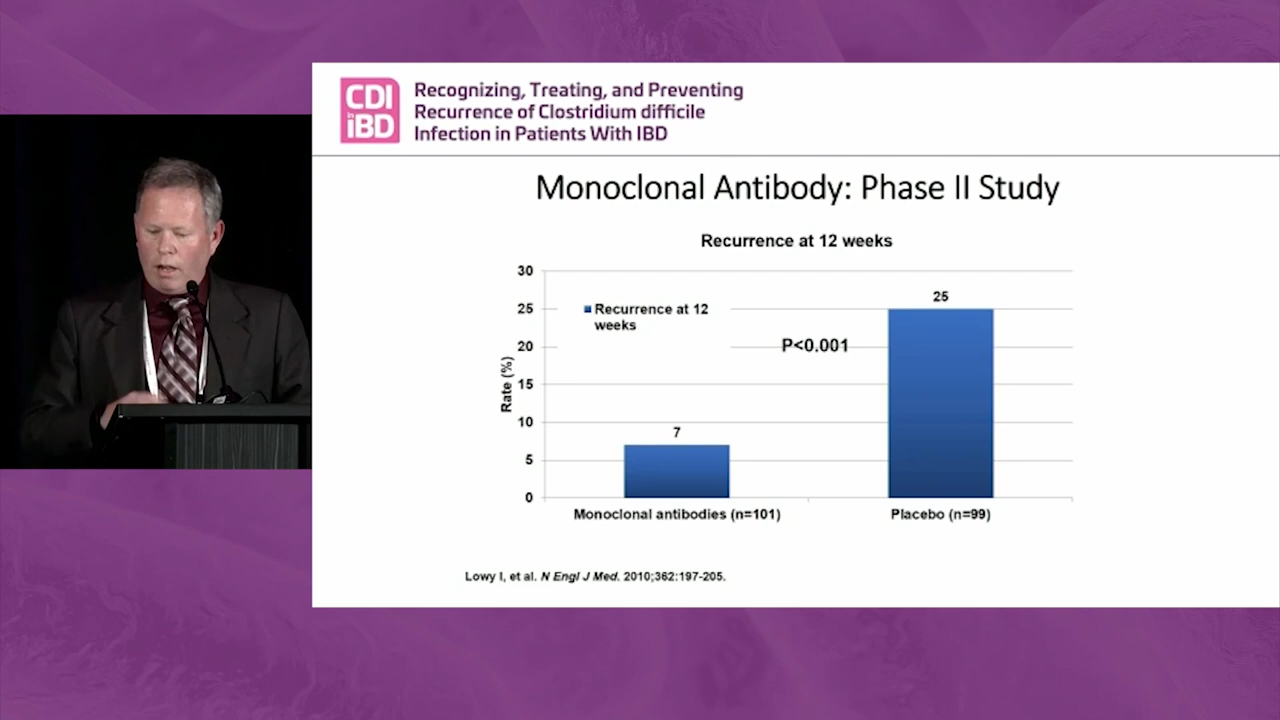 CDI
in
IBD
Recognizing, Treating, and Preventing
Recurrence of Clostridium difficile
Infection in Patients With IBD
Monoclonal Antibody: Phase II Study
Recurrence at 12 weeks
30
25
20
15
10
5
0
Rate (%)
Recurrence at 12
weeks
P<0.001
7
25
Monoclonal antibodies (n=101)
Placebo (n=99)
Lowy I, et al. N Engl J Med. 2010;362:197-205.